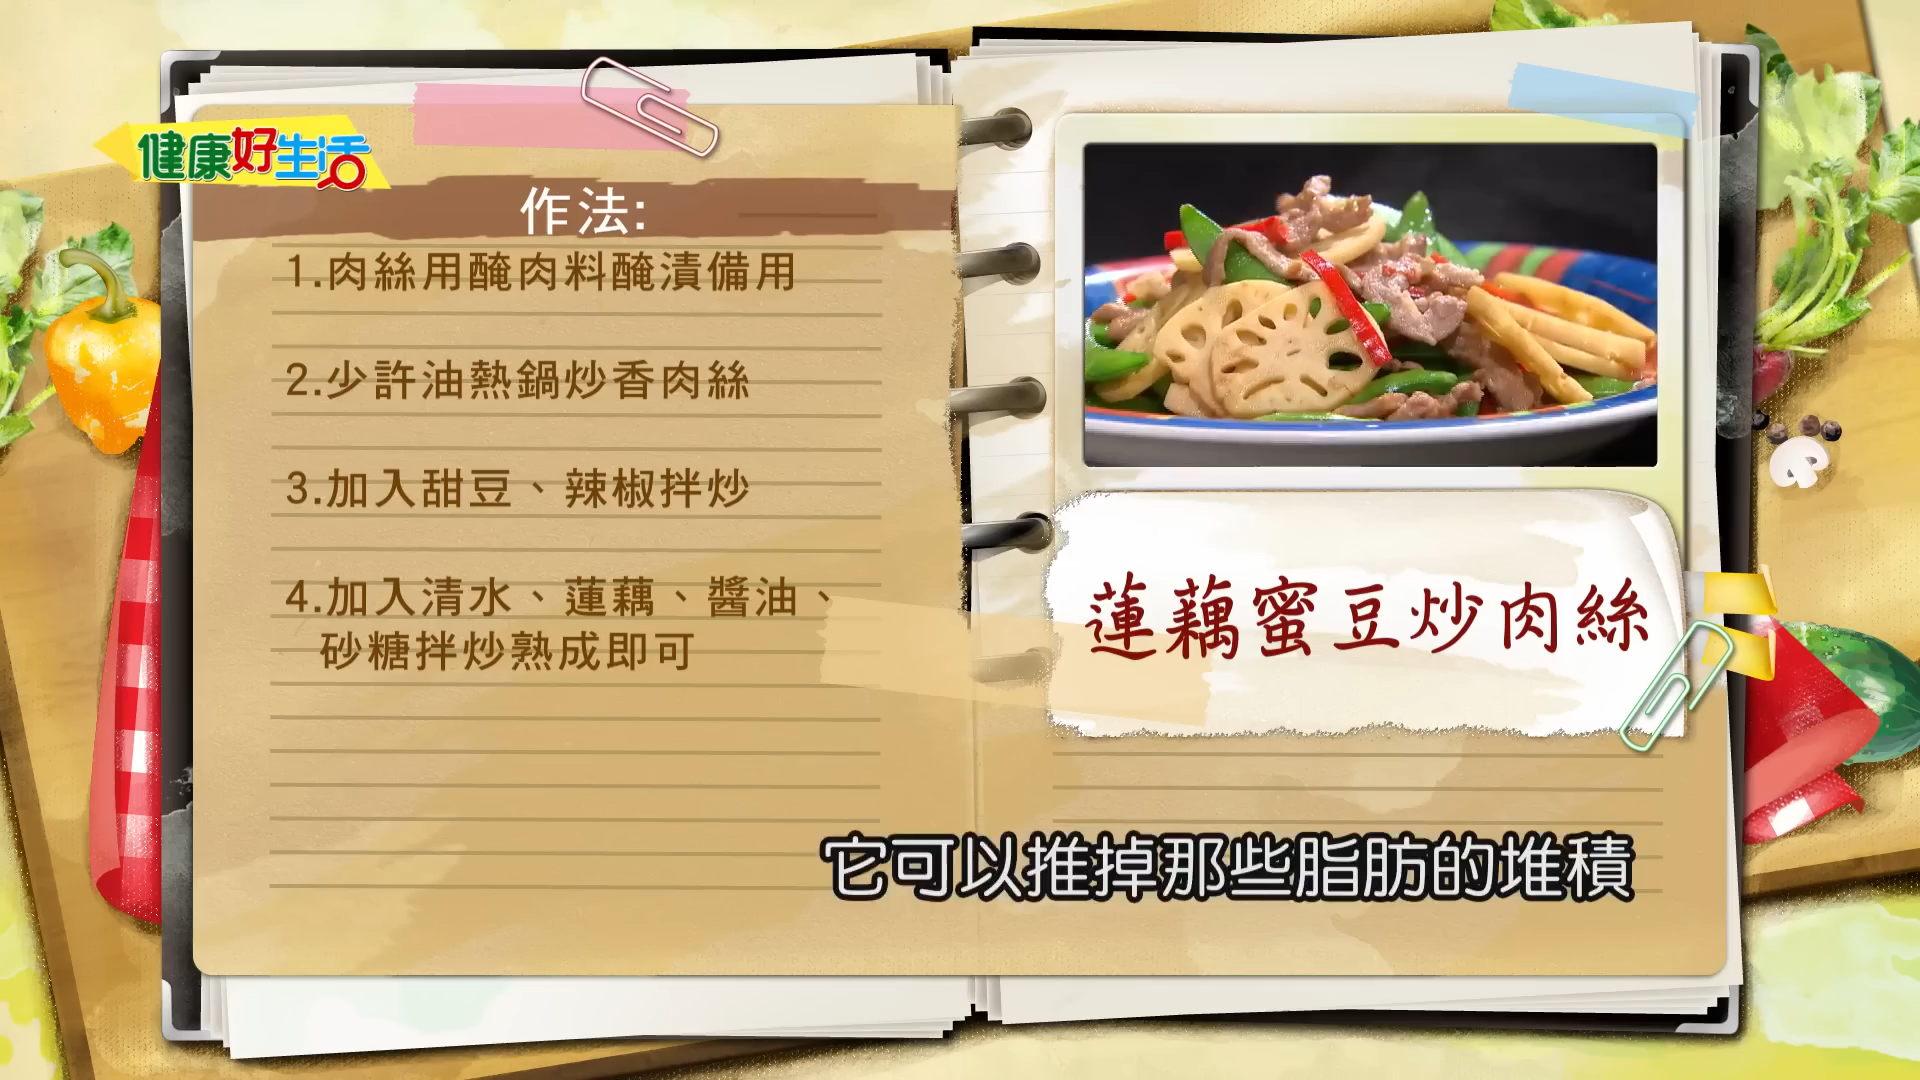 健康好生活
作法:
1.肉絲用醃肉料醃漬備用
2.少許油熱鍋炒香肉絲
3.加入甜豆、辣椒拌炒
4.加入清水、蓮藕、醬油、
砂糖拌炒熟成即可
蓮藕蜜豆炒肉絲
它可以推掉那些脂肪的堆積